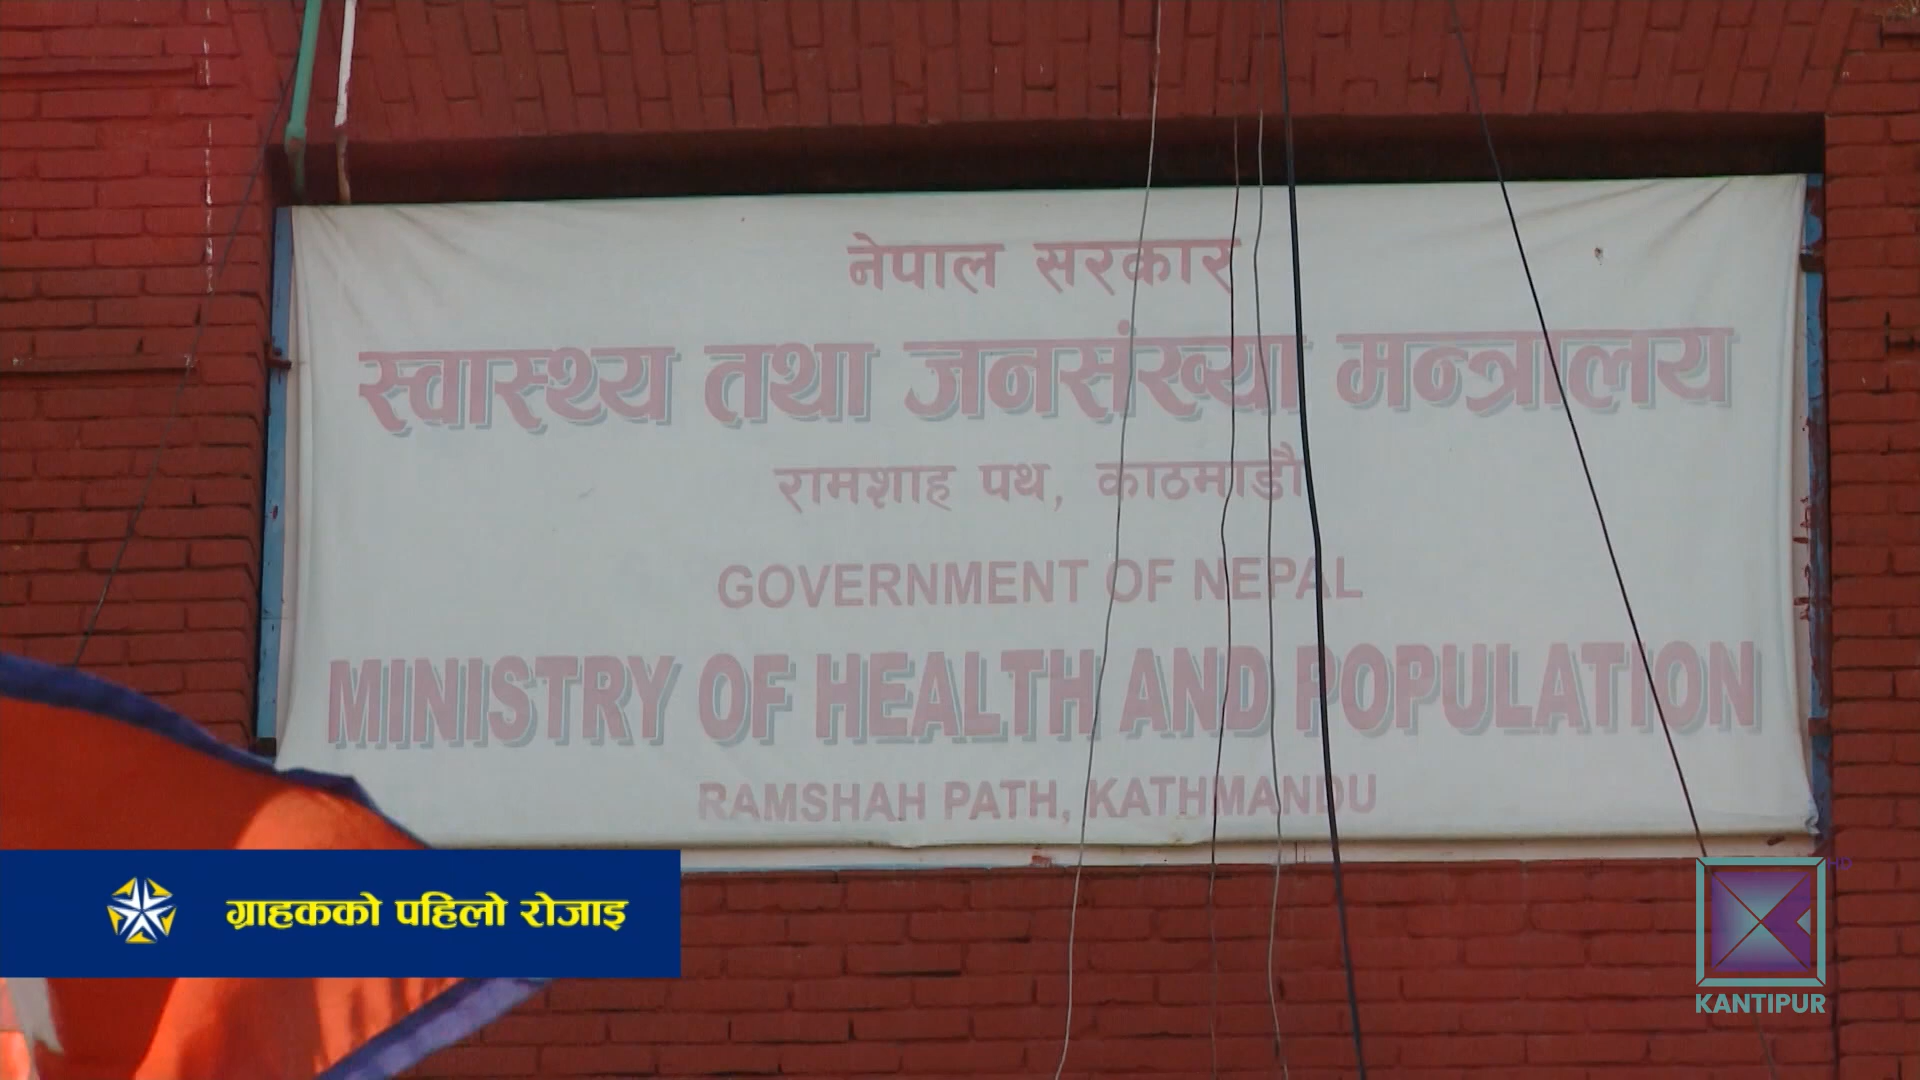 नेपाल सरकार
स्वास्थ्य तथा जनसंख्या मन्त्रालय
रामशाह पथ, काठमाडौं
GOVERNMENT OF NEPAL
MINISTRY OF HEALTH AND POPULATION
RAMSHAH PATH, KATHMANDU
ग्राहकको पहिलो रोजाइ
HD
KANTIPUR